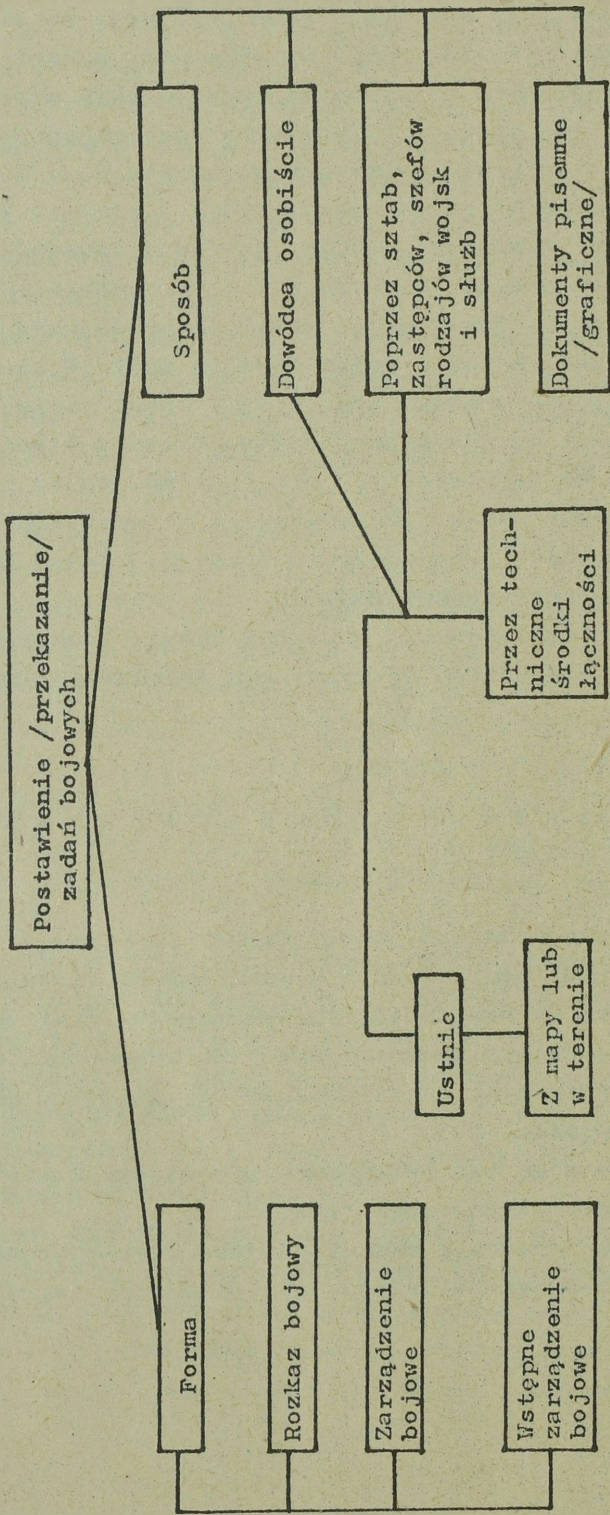 Postawienie /przekazanie/
zadań bojowych
Forma
Rozkaz bojowy
Zarządzenie
bojowe
Wstępne
zarządzenie
bojowe
Ustnie
Z mapy lub
w terenie
Przez tech-
niczne
środki
łączności
Sposób
Dowódca osobiście
Poprzez sztab,
zastępców, szefów
rodzajów wojsk
i służb
Dokumenty pisemne
/graficzne/